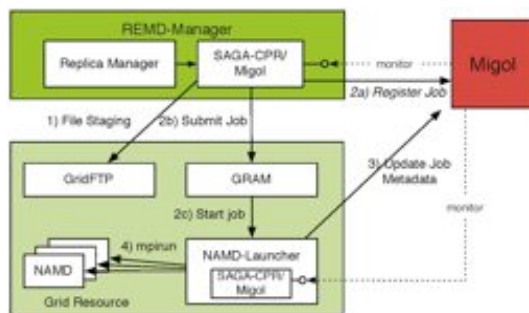 REMD-Manager
Replica Manager
SAGA-CPR/
Migol
monitor
Migol
2a) Register Job
1) File Staging
2b) Submit Job
GridFTP
GRAM
3) Update Job
Metadata
2c) Start job
monitor
4) mpirun
NAMD-Launcher
NAMD
SAGA-CPR/
Migol
Grid Resource